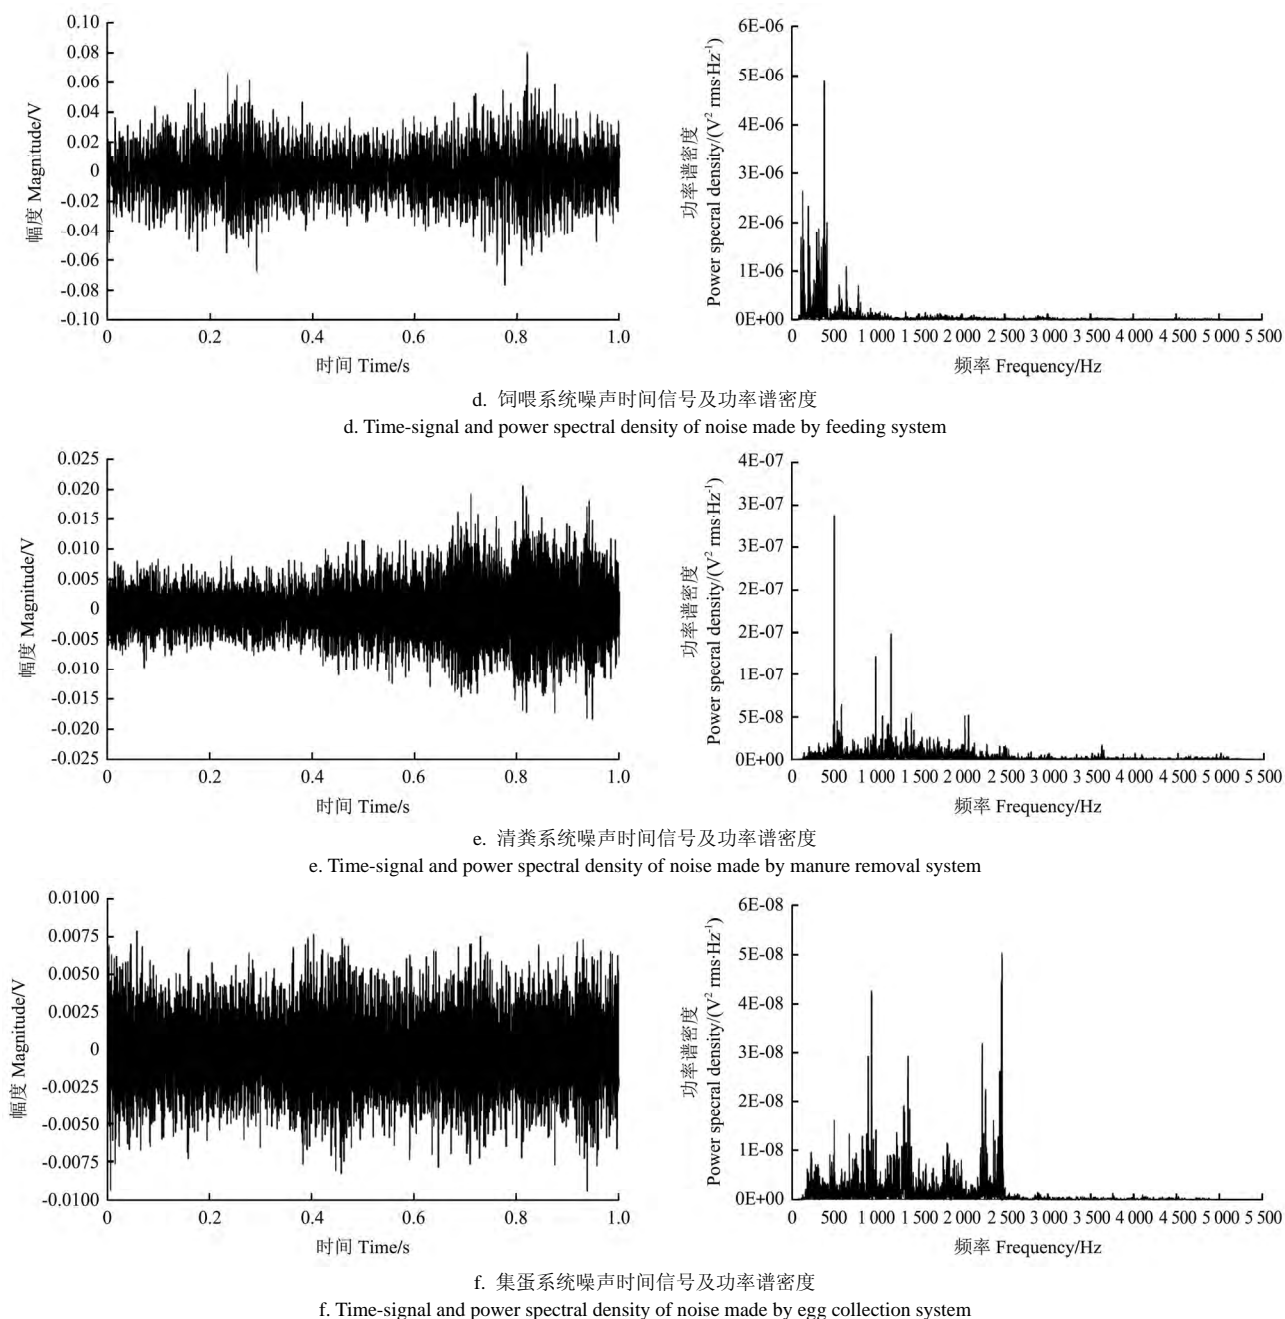 0.10
0.08
0.06
0.04
0.02
0
-0.02
-0.04
-0.06
-0.08
-0.10
幅度 Magnitude/V
0 0.2 0.4 0.6 0.8 1.0
时间 Time/s
6E-06
5E-06
4E-06
3E-06
2E-06
1E-06
0E+00
功率谱密度
Power specral density/(V² rms·Hz⁻¹)
0 500 1 000 1 500 2 000 2 500 3 000 3 500 4 000 4 500 5 000 5 500
频率 Frequency/Hz
d. 饲喂系统噪声时间信号及功率谱密度
d. Time-signal and power spectral density of noise made by feeding system
0.025
0.020
0.015
0.010
0.005
0
-0.005
-0.010
-0.015
-0.020
-0.025
幅度 Magnitude/V
0 0.2 0.4 0.6 0.8 1.0
时间 Time/s
4E-07
3E-07
3E-07
2E-07
2E-07
1E-07
5E-08
0E+00
功率谱密度
Power specral density/(V² rms·Hz⁻¹)
0 500 1 000 1 500 2 000 2 500 3 000 3 500 4 000 4 500 5 000 5 500
频率 Frequency/Hz
e. 清粪系统噪声时间信号及功率谱密度
e. Time-signal and power spectral density of noise made by manure removal system
0.0100
0.0075
0.0050
0.0025
0
-0.0025
-0.0050
-0.0075
-0.0100
幅度 Magnitude/V
0 0.2 0.4 0.6 0.8 1.0
时间 Time/s
6E-08
5E-08
4E-08
3E-08
2E-08
1E-08
0E+00
功率谱密度
Power specral density/(V² rms·Hz⁻¹)
0 500 1 000 1 500 2 000 2 500 3 000 3 500 4 000 4 500 5 000 5 500
频率 Frequency/Hz
f. 集蛋系统噪声时间信号及功率谱密度
f. Time-signal and power spectral density of noise made by egg collection system